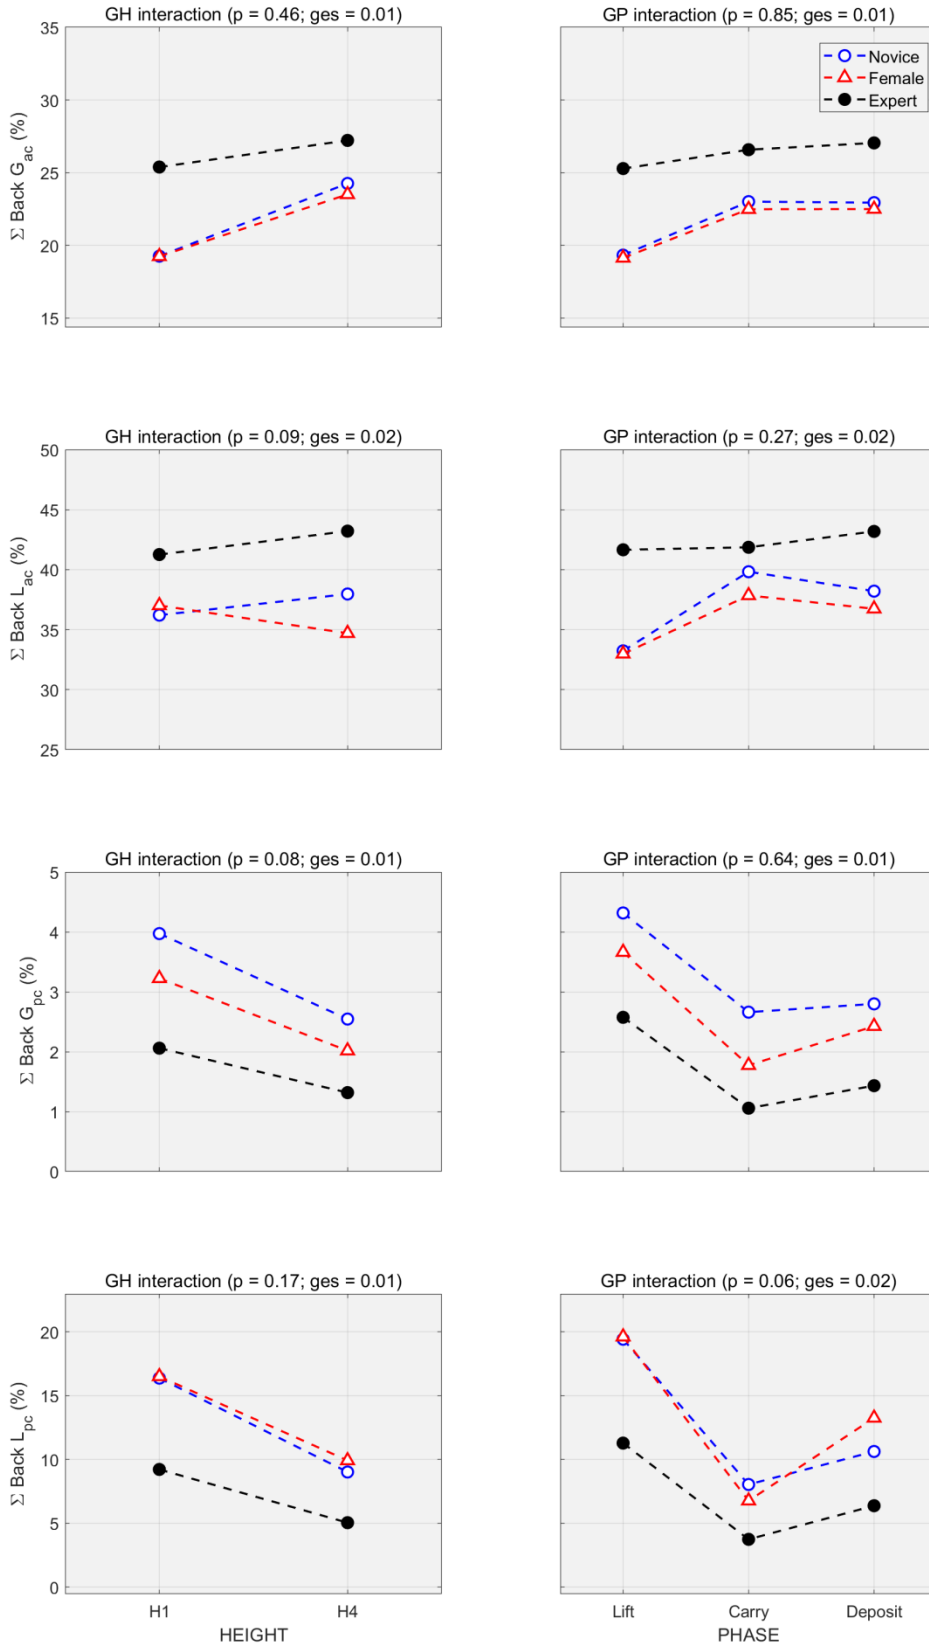 GH interaction (p = 0.46; ges = 0.01)
GP interaction (p = 0.85; ges = 0.01)
35
30
25
20
15
Σ Back G_ac (%)
Novice
Female
Expert
GH interaction (p = 0.09; ges = 0.02)
GP interaction (p = 0.27; ges = 0.02)
50
45
40
35
30
25
Σ Back L_ac (%)
GH interaction (p = 0.08; ges = 0.01)
GP interaction (p = 0.64; ges = 0.01)
5
4
3
2
1
0
Σ Back G_pc (%)
GH interaction (p = 0.17; ges = 0.01)
GP interaction (p = 0.06; ges = 0.02)
20
15
10
5
0
Σ Back L_pc (%)
H1 H4
HEIGHT
Lift Carry Deposit
PHASE